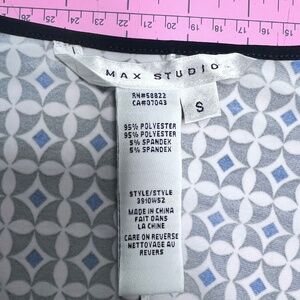 MAX STUDIO
S
RN#58822
CA#07043
95% POLYESTER
95% POLYESTER
5% SPANDEX
5% SPANDEX
STYLE/STYLE
3910W52
MADE IN CHINA
FAIT DANS
LA CHINE
CARE ON REVERSE
NETTOYAGE AU
REVERS